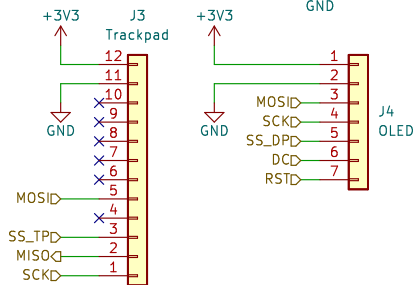 GND
+3V3
J3
Trackpad
12
11
10
9
8
7
6
5
4
3
2
1
GND
MOSI
SS_TP
MISO
SCK
+3V3
1
2
3
4
5
6
7
GND
MOSI
SCK
SS_DP
DC
RST
J4
OLED